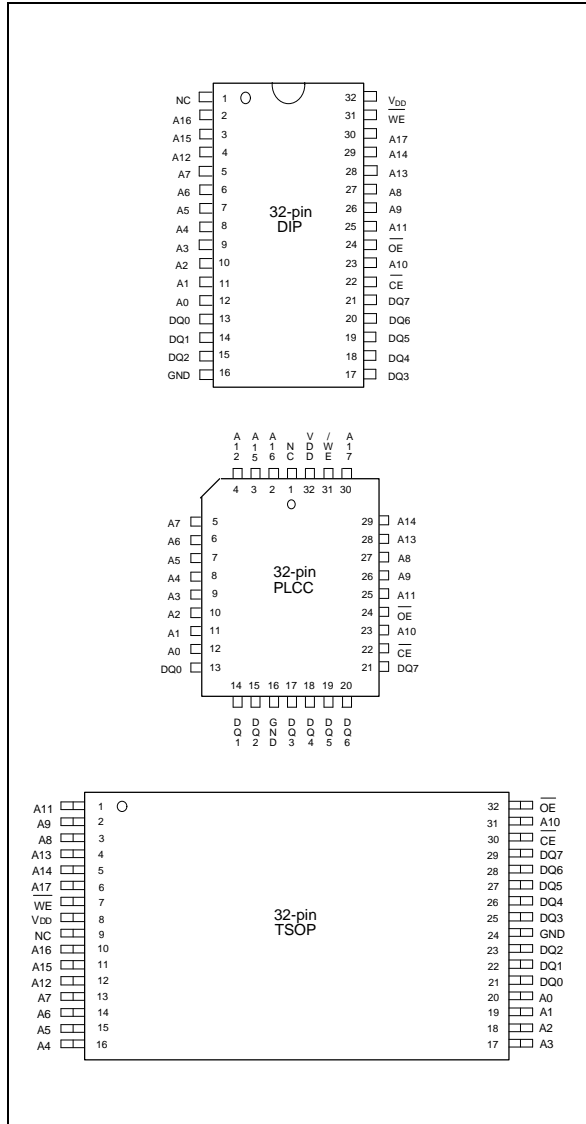 NC 1 32 VDD
A16 2 31 WE
A15 3 30 A17
A12 4 29 A14
A7 5 28 A13
A6 6 27 A8
A5 7 26 A9
A4 8 25 A11
A3 9 24 OE
A2 10 23 A10
A1 11 22 CE
A0 12 21 DQ7
DQ0 13 20 DQ6
DQ1 14 19 DQ5
DQ2 15 18 DQ4
GND 16 17 DQ3
32-pin
DIP
A12 A15 A16 NC VDD /WE A17
4 3 2 1 32 31 30
A7 5 29 A14
A6 6 28 A13
A5 7 27 A8
A4 8 26 A9
A3 9 25 A11
A2 10 24 OE
A1 11 23 A10
A0 12 22 CE
DQ0 13 21 DQ7
32-pin
PLCC
14 15 16 17 18 19 20
DQ1 DQ2 GND DQ3 DQ4 DQ5 DQ6
A11 1 32 OE
A9 2 31 A10
A8 3 30 CE
A13 4 29 DQ7
A14 5 28 DQ6
A17 6 27 DQ5
WE 7 26 DQ4
VDD 8 25 DQ3
NC 9 24 GND
A16 10 23 DQ2
A15 11 22 DQ1
A12 12 21 DQ0
A7 13 20 A0
A6 14 19 A1
A5 15 18 A2
A4 16 17 A3
32-pin
TSOP